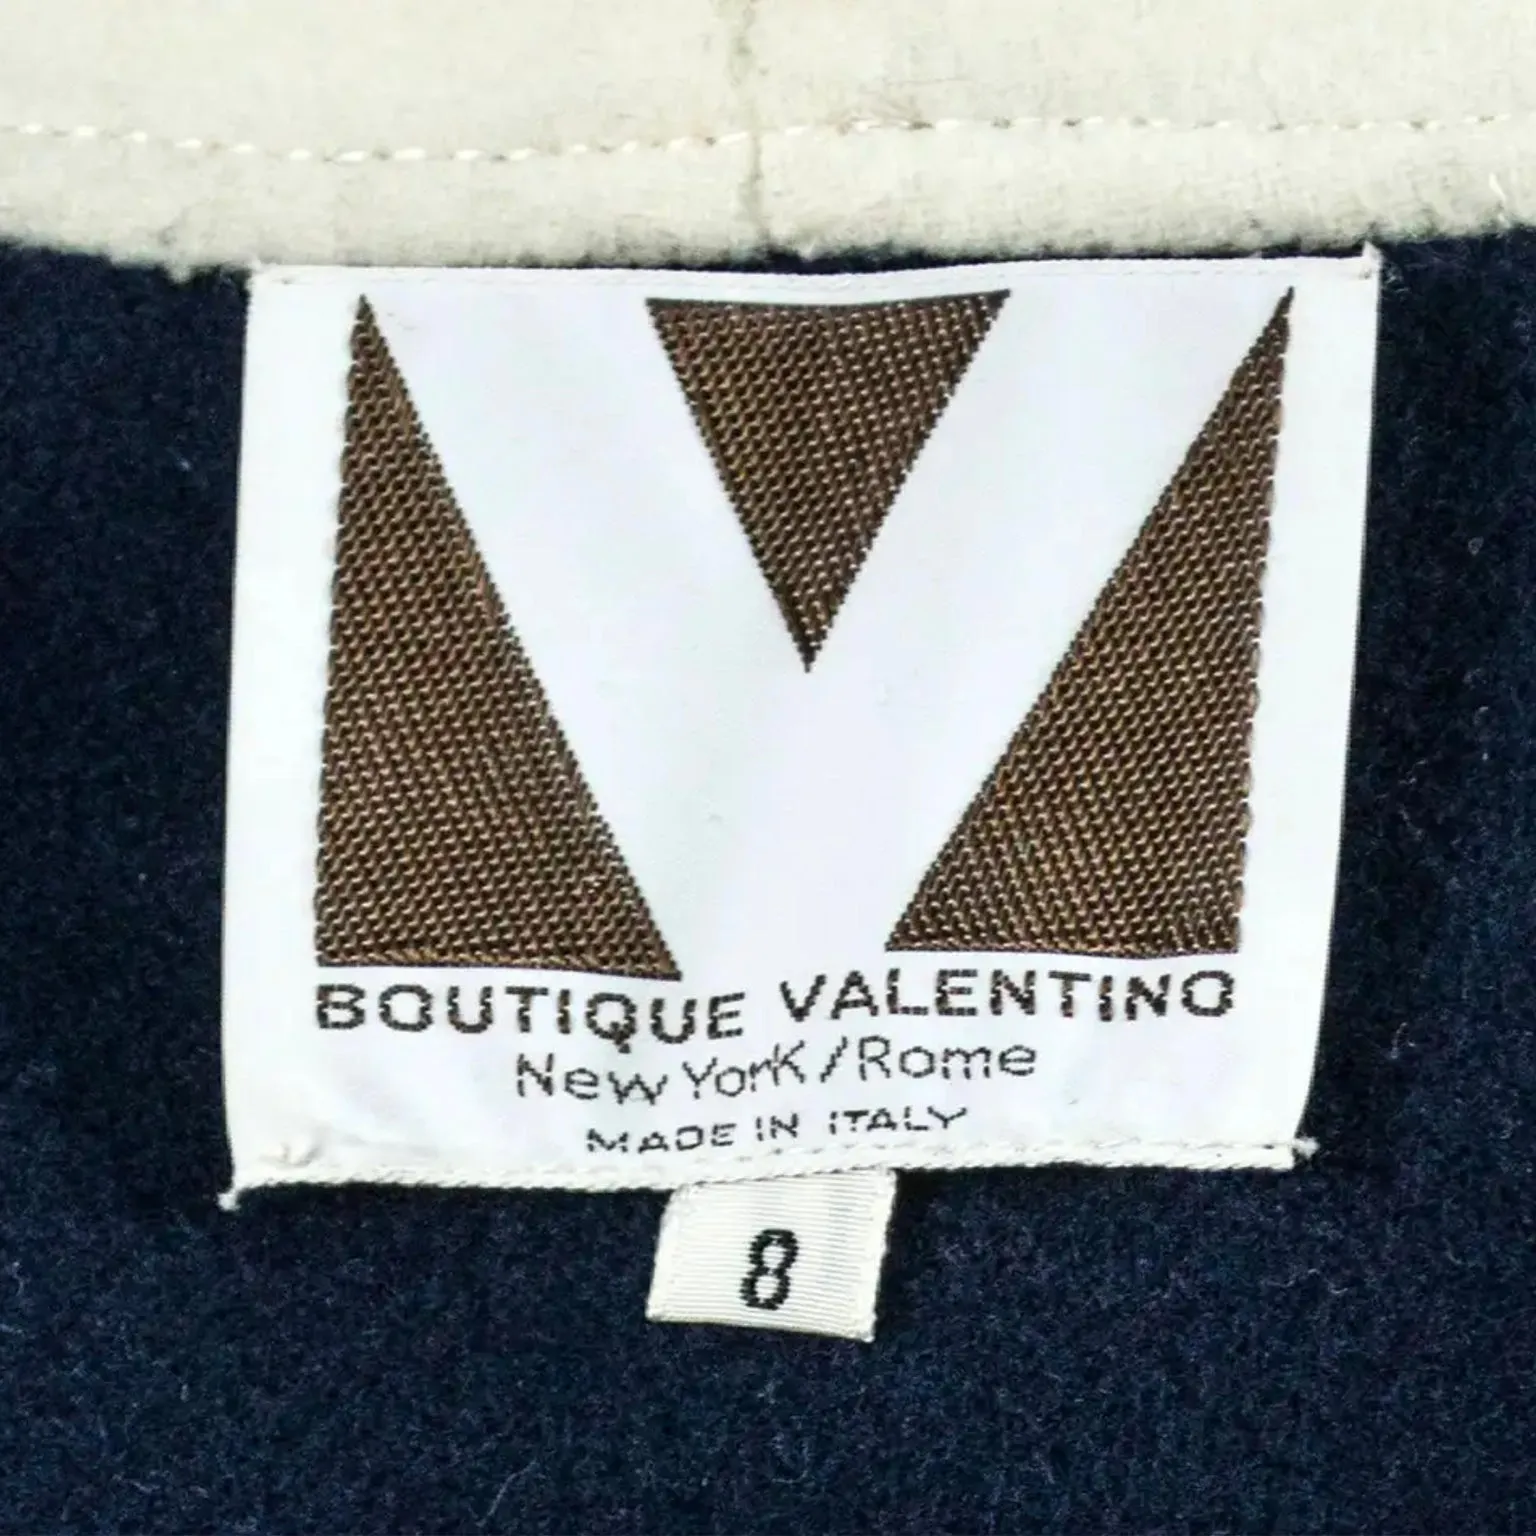 V
BOUTIQUE VALENTINO
New York/Rome
MADE IN ITALY
8